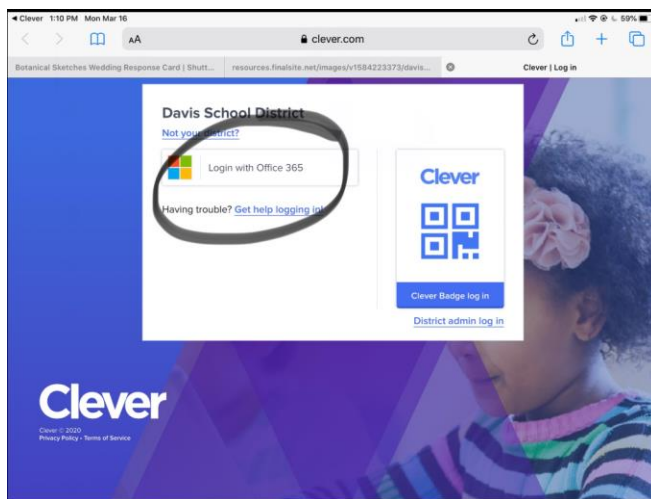 Clever 1:10 PM Mon Mar 16 59%
AA clever.com
Botanical Sketches Wedding Response Card | Shutt... resources.finalsite.net/images/v1584223373/davis... Clever | Log in
Davis School District
Not your district?
Login with Office 365
Having trouble? Get help logging in!
Clever
Clever Badge log in
District admin log in
Clever
Clever © 2020
Privacy Policy • Terms of Service